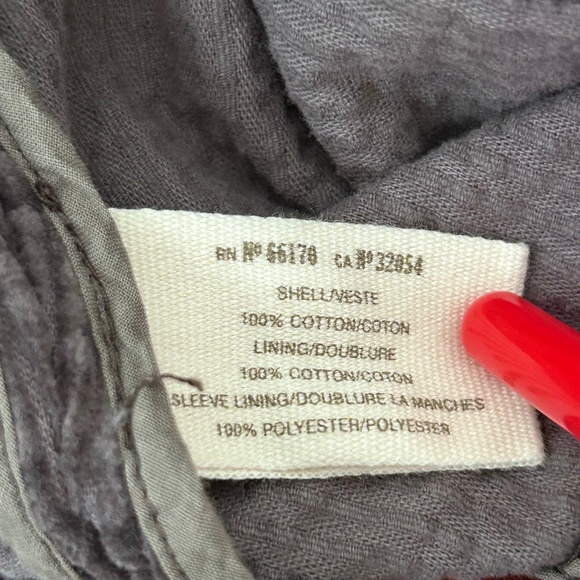 RN Nº 66170 CA Nº 32054
SHELL/VESTE
100% COTTON/COTON
LINING/DOUBLURE
100% COTTON/COTON
SLEEVE LINING/DOUBLURE LA MANCHES
100% POLYESTER/POLYESTER